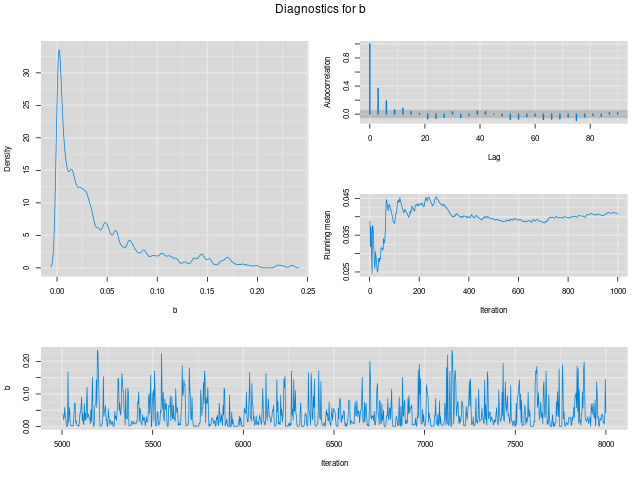 Diagnostics for b
Density
0 5 10 15 20 25 30
0.00 0.05 0.10 0.15 0.20 0.25
b
Autocorrelation
0.0 0.4 0.8
0 20 40 60 80
Lag
Running mean
0.025 0.035 0.045
0 200 400 600 800 1000
Iteration
b
0.00 0.10 0.20
5000 5500 6000 6500 7000 7500 8000
Iteration